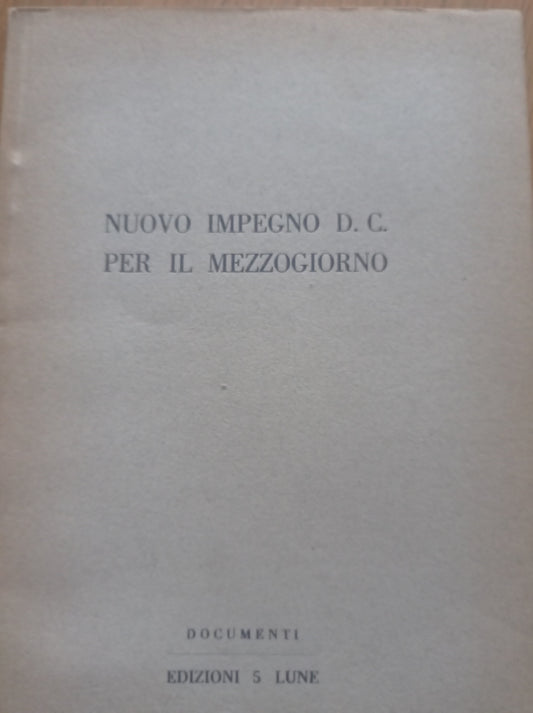 NUOVO IMPEGNO D. C.
PER IL MEZZOGIORNO
DOCUMENTI
EDIZIONI 5 LUNE